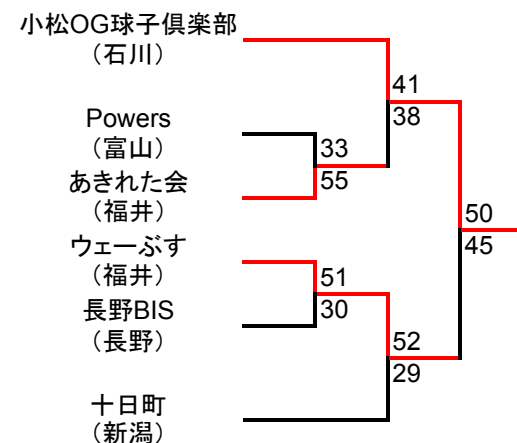 小松OG球子倶楽部
（石川）
41
38
Powers
（富山）
33
あきれた会
55
（福井）
50
45
ウェーぶす
（福井）
51
長野BIS
30
（長野）
52
29
十日町
（新潟）